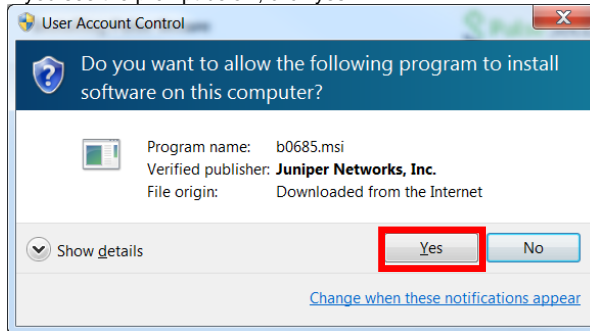 User Account Control
Do you want to allow the following program to install
software on this computer?
Program name: b0685.msi
Verified publisher: Juniper Networks, Inc.
File origin: Downloaded from the Internet
Show details
Yes
No
Change when these notifications appear